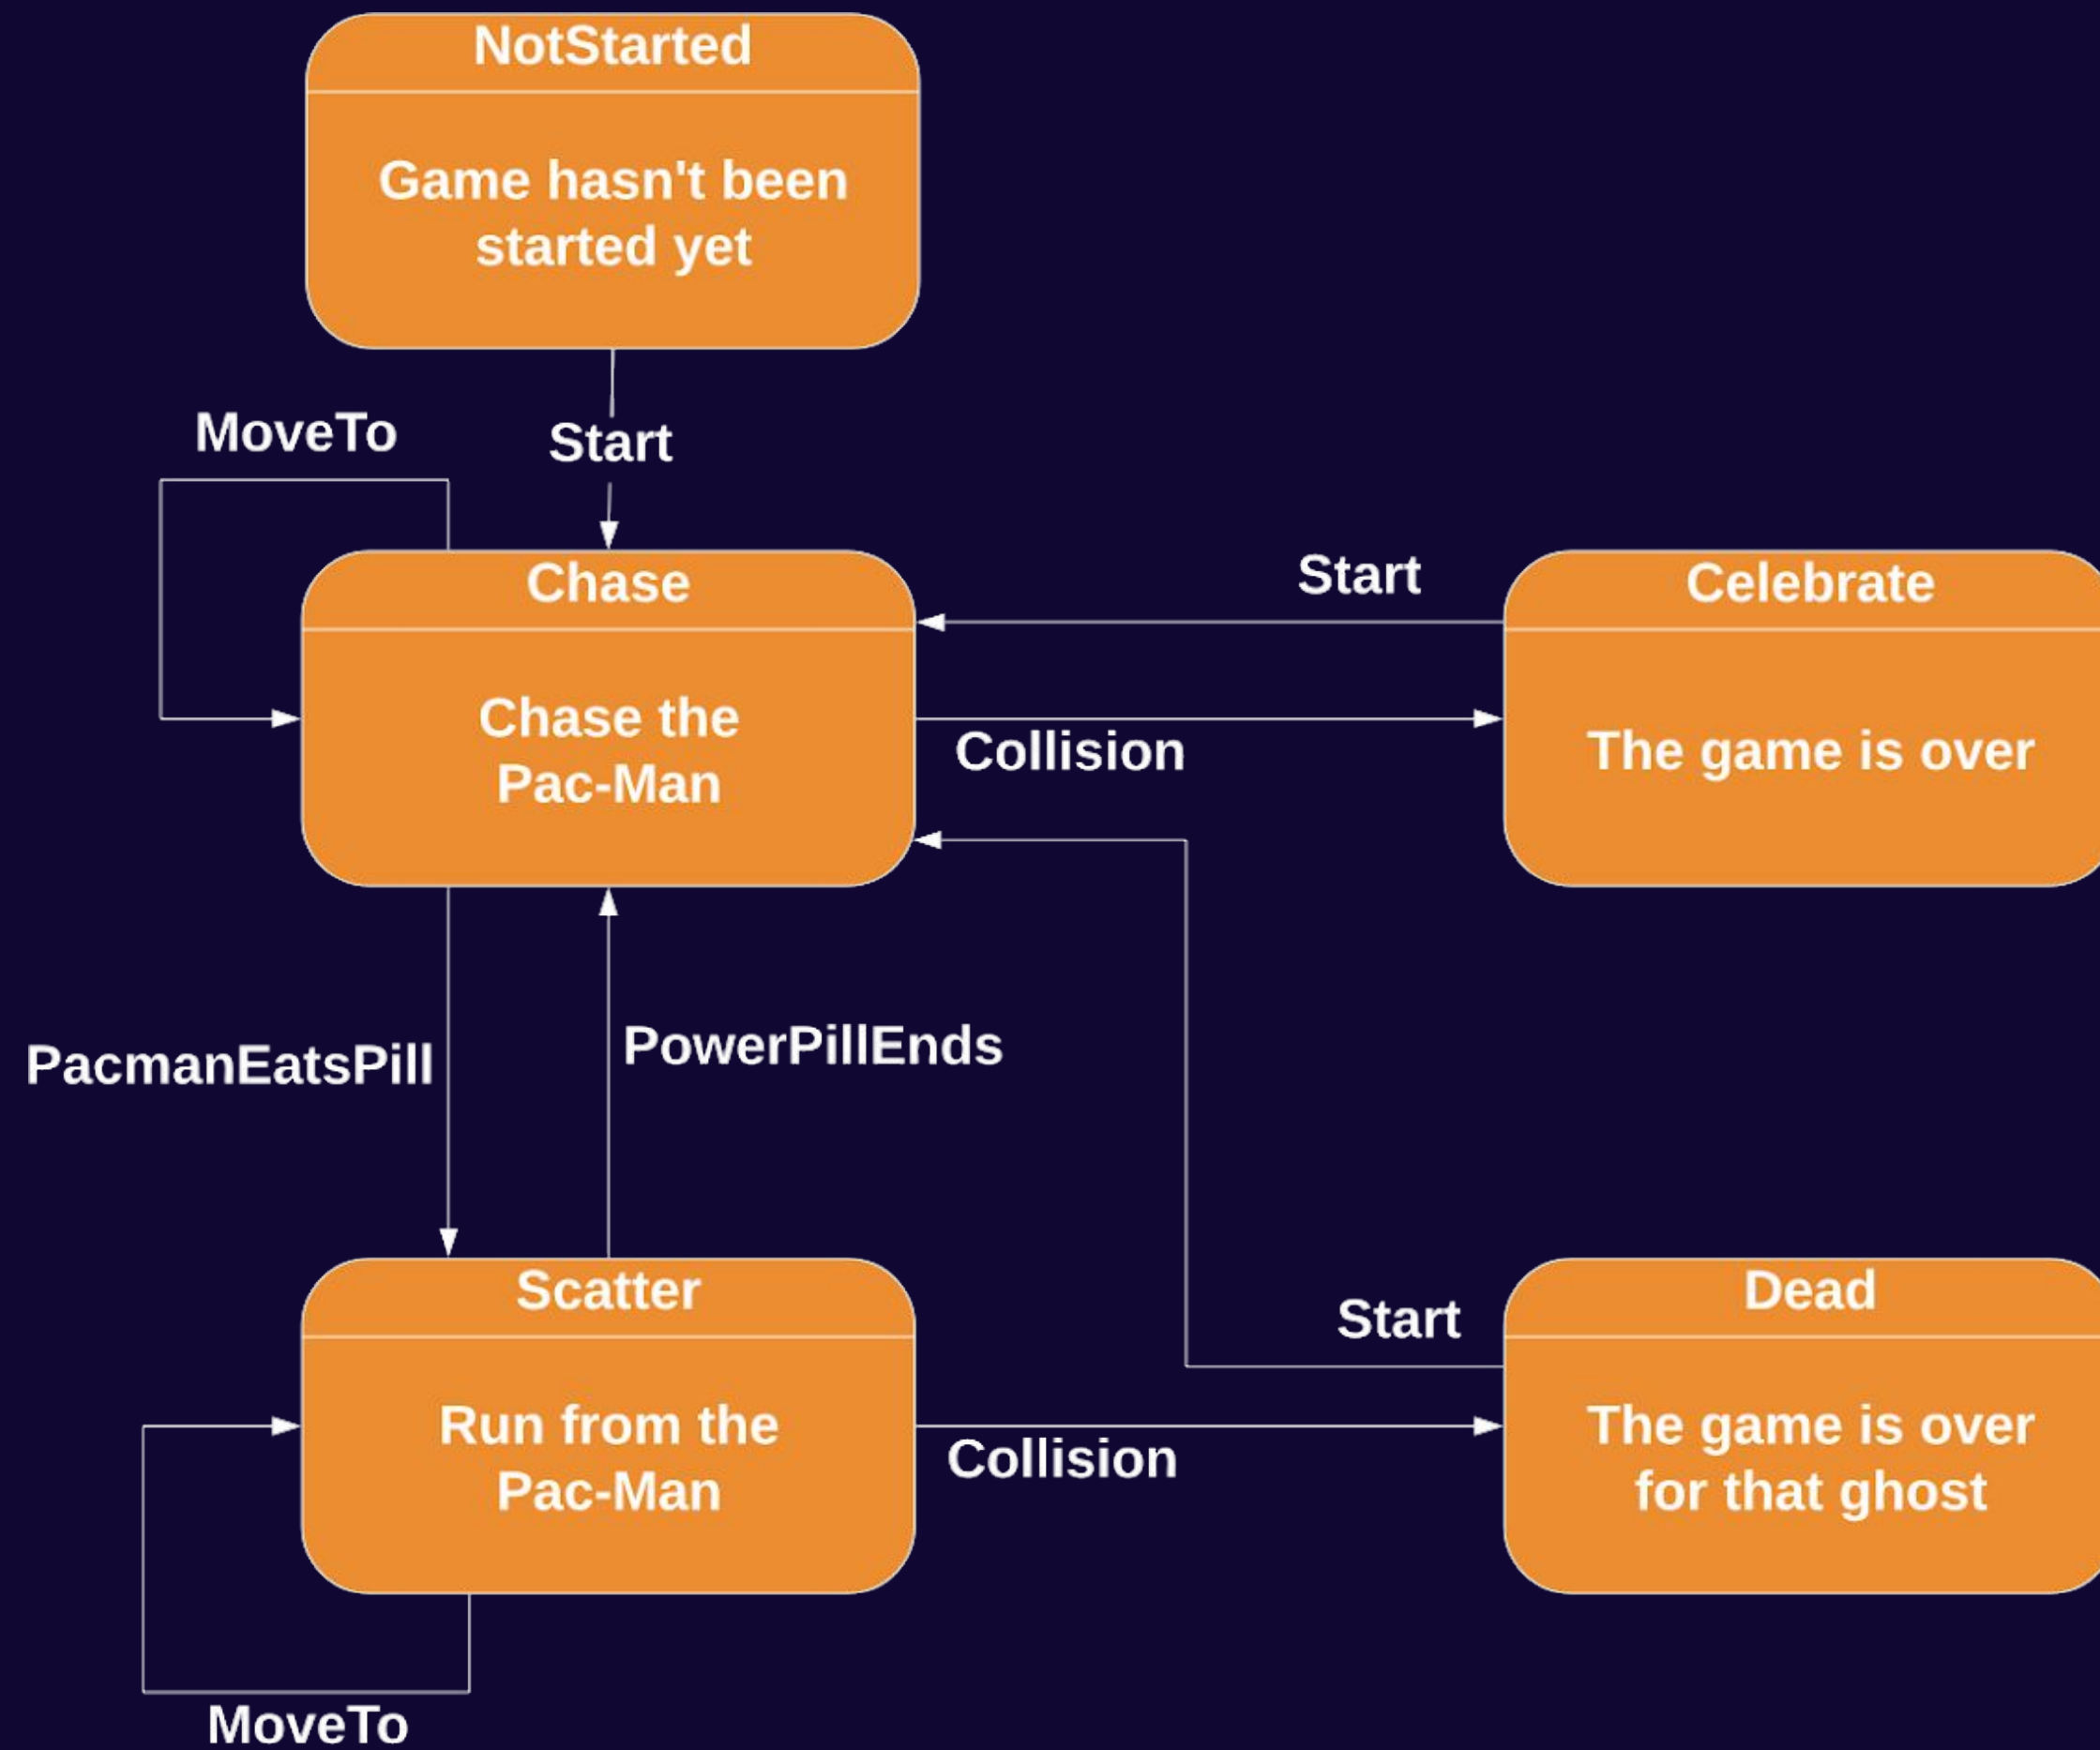 NotStarted
Game hasn't been
started yet
MoveTo
Start
Chase
Chase the
Pac-Man
Start
Collision
Celebrate
The game is over
PacmanEatsPill
PowerPillEnds
Scatter
Run from the
Pac-Man
Start
Collision
Dead
The game is over
for that ghost
MoveTo